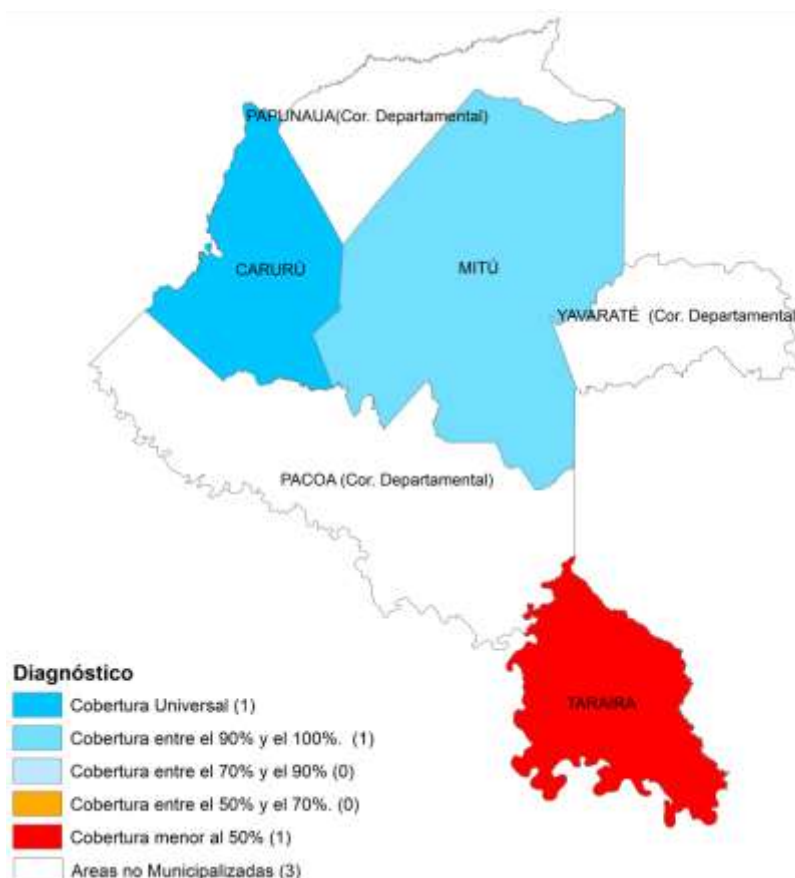 PAPUNAUA(Cor. Departamental)
CARURÚ
MITÚ
YAVARATÉ (Cor. Departamental
PACOA (Cor. Departamental)
TARAIRA
Diagnóstico
Cobertura Universal (1)
Cobertura entre el 90% y el 100%. (1)
Cobertura entre el 70% y el 90% (0)
Cobertura entre el 50% y el 70%. (0)
Cobertura menor al 50% (1)
Areas no Municipalizadas (3)